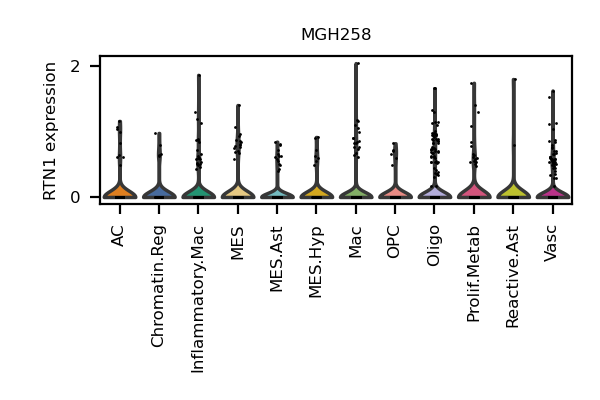 MGH258
RTN1 expression
2
0
AC
Chromatin.Reg
Inflammatory.Mac
MES
MES.Ast
MES.Hyp
Mac
OPC
Oligo
Prolif.Metab
Reactive.Ast
Vasc